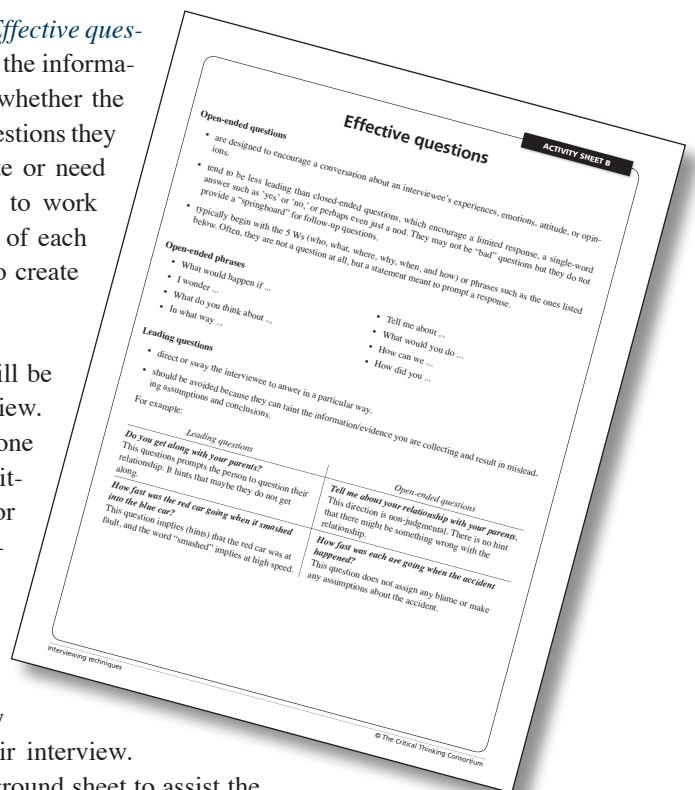 Effective ques-
the informa-
whether the
estions they
te or need
to work
of each
o create
ill be
iew.
one
it-
or
-
ir interview.
round sheet to assist the
ACTIVITY SHEET B
Effective questions
Open-ended questions
• are designed to encourage a conversation about an interviewee's experiences, emotions, attitude, or opin-
ions.
• tend to be less leading than closed-ended questions, which encourage a limited response, a single-word
answer such as 'yes' or 'no,' or perhaps even just a nod. They may not be "bad" questions but they do not
provide a "springboard" for follow-up questions.
• typically begin with the 5 Ws (who, what, where, why, when, and how) or phrases such as the ones listed
below. Often, they are not a question at all, but a statement meant to prompt a response.
Open-ended phrases
• What would happen if ...
• I wonder ...
• What do you think about ...
• In what way ...
• Tell me about ...
• What would you do ...
• How can we ...
• How did you ...
Leading questions
• direct or sway the interviewee to anwer in a particular way.
• should be avoided because they can taint the information/evidence you are collecting and result in mislead-
ing assumptions and conclusions.
For example:
Leading questions
Do you get along with your parents?
This questions prompts the person to question their
relationship. It hints that maybe they do not get
along.
How fast was the red car going when it smashed
into the blue car?
This question implies (hints) that the red car was at
fault, and the word "smashed" implies at high speed.
Open-ended questions
Tell me about your relationship with your parents.
This direction is non-judgmental. There is no hint
that there might be something wrong with the
relationship.
How fast was each are going when the accident
happened?
This question does not assign any blame or make
any assumptions about the accident.
Interviewing techniques
© The Critical Thinking Consortium